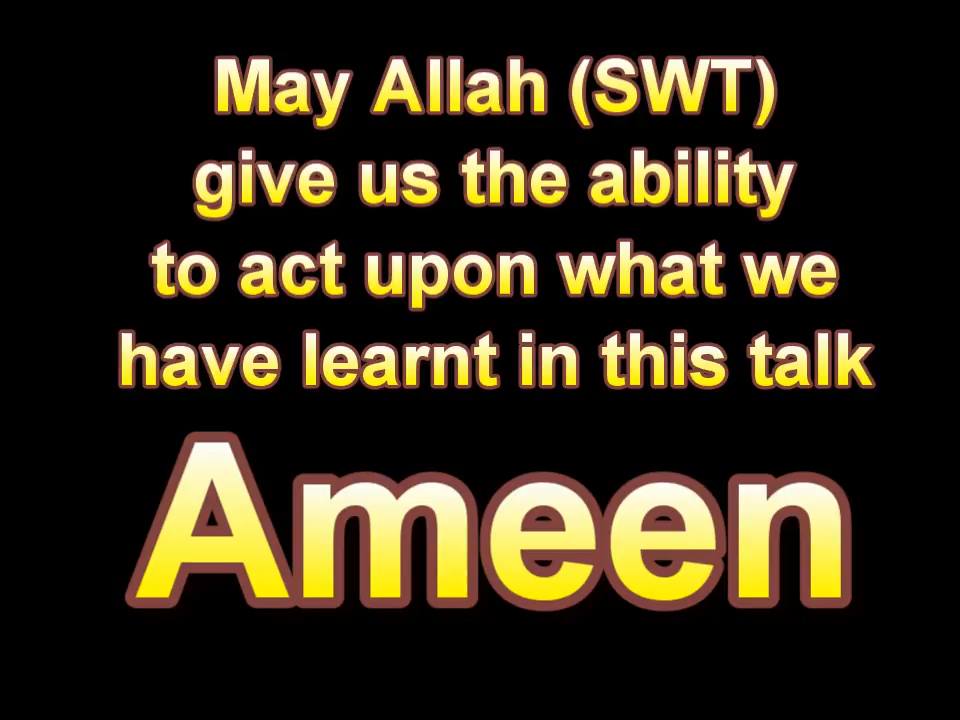 May Allah (SWT)
give us the ability
to act upon what we
have learnt in this talk
Ameen